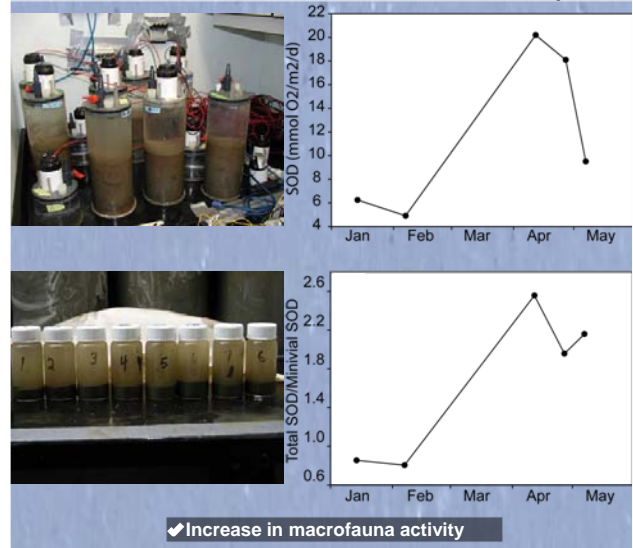 22
20
18
16
14
12
10
8
6
4
SOD (mmol O2/m2/d)
Jan Feb Mar Apr May
1 2 3 4 5 6 7 8
2.6
2.2
1.8
1.4
1.0
0.6
Total SOD/Minivial SOD
Jan Feb Mar Apr May
✔Increase in macrofauna activity